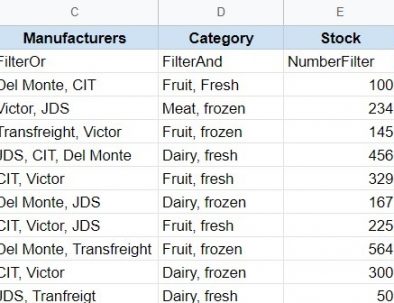 C D E
Manufacturers Category Stock
FilterOr FilterAnd NumberFilter
Del Monte, CIT Fruit, Fresh 100
Victor, JDS Meat, frozen 234
Transfreight, Victor Fruit, frozen 145
JDS, CIT, Del Monte Dairy, fresh 456
CIT, Victor Fruit, fresh 329
Del Monte, JDS Dairy, frozen 167
CIT, Victor, JDS Fruit, fresh 225
Del Monte, Transfreight Fruit, frozen 564
CIT, Victor Dairy, frozen 300
JDS, Tranfreigt Dairy, fresh 50